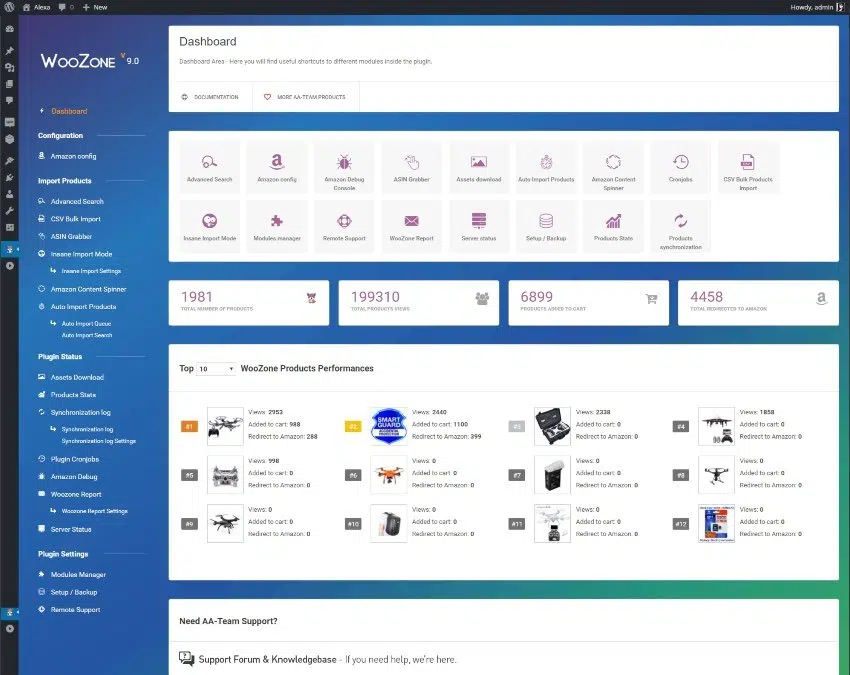 Alexa
0
New
Howdy, admin
WooZone V 9.0
Dashboard
Configuration
Amazon config
Import Products
Advanced Search
CSV Bulk Import
ASIN Grabber
Insane Import Mode
Insane Import Settings
Amazon Content Spinner
Auto Import Products
Auto Import Queue
Auto Import Search
Plugin Status
Assets Download
Products Stats
Synchronization log
Synchronization log
Synchronization log Settings
Plugin Cronjobs
Amazon Debug
Woozone Report
Woozone Report Settings
Server Status
Plugin Settings
Modules Manager
Setup / Backup
Remote Support
Dashboard
Dashboard Area - Here you will find useful shortcuts to different modules inside the plugin.
DOCUMENTATION
MORE AA-TEAM PRODUCTS
Advanced Search
Amazon config
Amazon Debug
Console
ASIN Grabber
Assets download
Auto Import Products
Amazon Content
Spinner
Cronjobs
CSV Bulk Products
Import
Insane Import Mode
Modules manager
Remote Support
WooZone Report
Server status
Setup / Backup
Products Stats
Products
synchronization
1981
TOTAL NUMBER OF PRODUCTS
199310
TOTAL PRODUCTS VIEWS
6899
PRODUCTS ADDED TO CART
4458
TOTAL REDIRECTED TO AMAZON
Top 10 WooZone Products Performances
#1
Views: 2953
Added to cart: 988
Redirect to Amazon: 288
#2
SMART
GUARD
Views: 2440
Added to cart: 1100
Redirect to Amazon: 399
#3
Views: 2338
Added to cart: 0
Redirect to Amazon: 0
#4
Views: 1858
Added to cart: 0
Redirect to Amazon: 0
#5
Views: 998
Added to cart: 0
Redirect to Amazon: 0
#6
Views: 0
Added to cart: 0
Redirect to Amazon: 0
#7
Views: 0
Added to cart: 0
Redirect to Amazon: 0
#8
Views: 0
Added to cart: 0
Redirect to Amazon: 0
#9
Views: 0
Added to cart: 0
Redirect to Amazon: 0
#10
Views: 0
Added to cart: 0
Redirect to Amazon: 0
#11
Views: 0
Added to cart: 0
Redirect to Amazon: 0
#12
Views: 0
Added to cart: 0
Redirect to Amazon: 0
Need AA-Team Support?
Support Forum & Knowledgebase - If you need help, we're here.